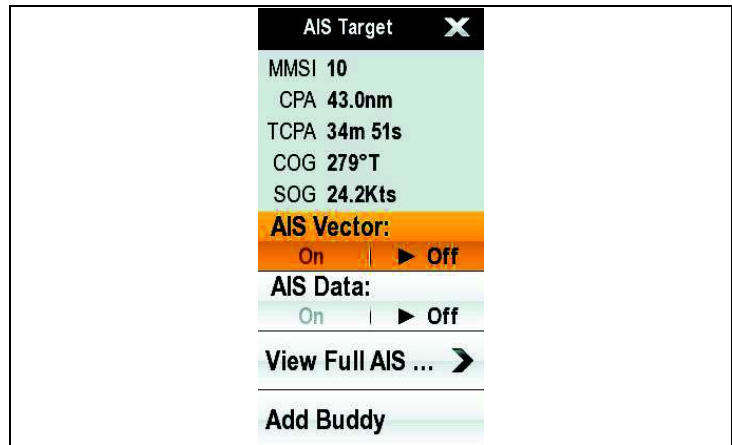 AIS Target X
MMSI 10
CPA 43.0nm
TCPA 34m 51s
COG 279°T
SOG 24.2Kts
AIS Vector:
On | ► Off
AIS Data:
On | ► Off
View Full AIS ...
Add Buddy